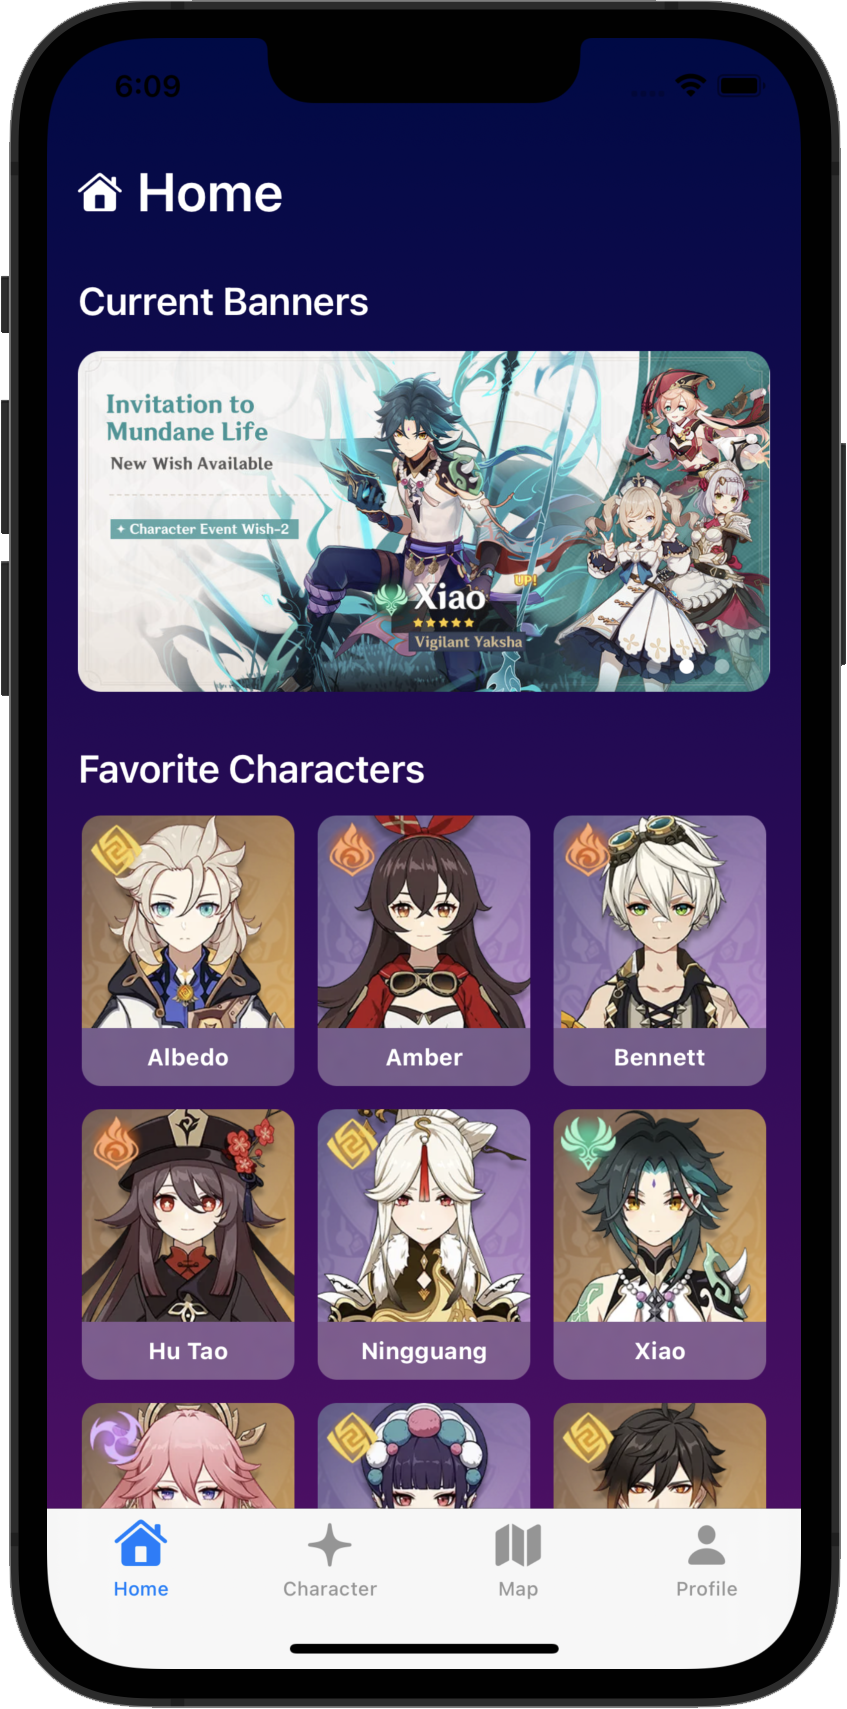 6:09
Home
Current Banners
Invitation to
Mundane Life
New Wish Available
+ Character Event Wish-2
UP!
Xiao
Vigilant Yaksha
Favorite Characters
Albedo
Amber
Bennett
Hu Tao
Ningguang
Xiao
Home
Character
Map
Profile